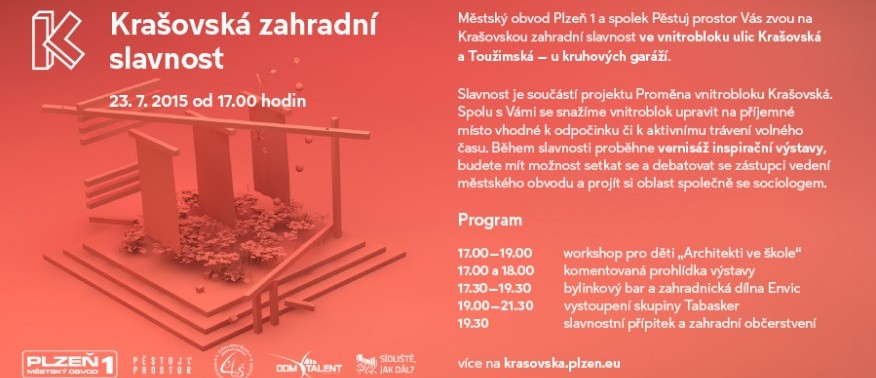 Krašovská zahradní
slavnost
23. 7. 2015 od 17.00 hodin
Městský obvod Plzeň 1 a spolek Pěstuj prostor Vás zvou na
Krašovskou zahradní slavnost ve vnitrobloku ulic Krašovská
a Toužimská – u kruhových garáží.
Slavnost je součástí projektu Proměna vnitrobloku Krašovská.
Spolu s Vámi se snažíme vnitroblok upravit na příjemné
místo vhodné k odpočinku či k aktivnímu trávení volného
času. Během slavnosti proběhne vernisáž inspirační výstavy,
budete mít možnost setkat se a debatovat se zástupci vedení
městského obvodu a projít si oblast společně se sociologem.
Program
17.00–19.00 workshop pro děti „Architekti ve škole“
17.00 a 18.00 komentovaná prohlídka výstavy
17.30–19.30 bylinkový bar a zahradnická dílna Envic
19.00–21.30 vystoupení skupiny Tabasker
19.30 slavnostní přípitek a zahradní občerstvení
více na krasovska.plzen.eu
PLZEŇ 1
MĚSTSKÝ OBVOD
PĚSTUJ
PROSTOR
DOMTALENT
SÍDLIŠTĚ,
JAK DÁL?